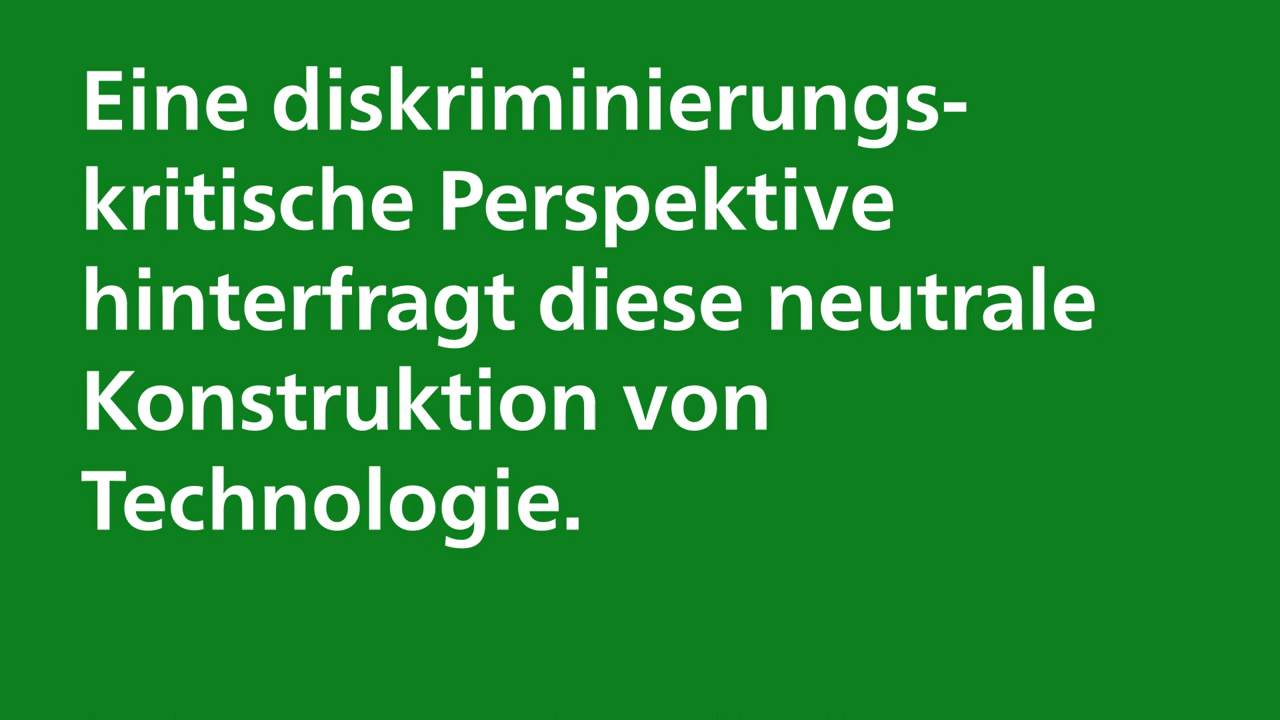 Eine diskriminierungs-
kritische Perspektive
hinterfragt diese neutrale
Konstruktion von
Technologie.